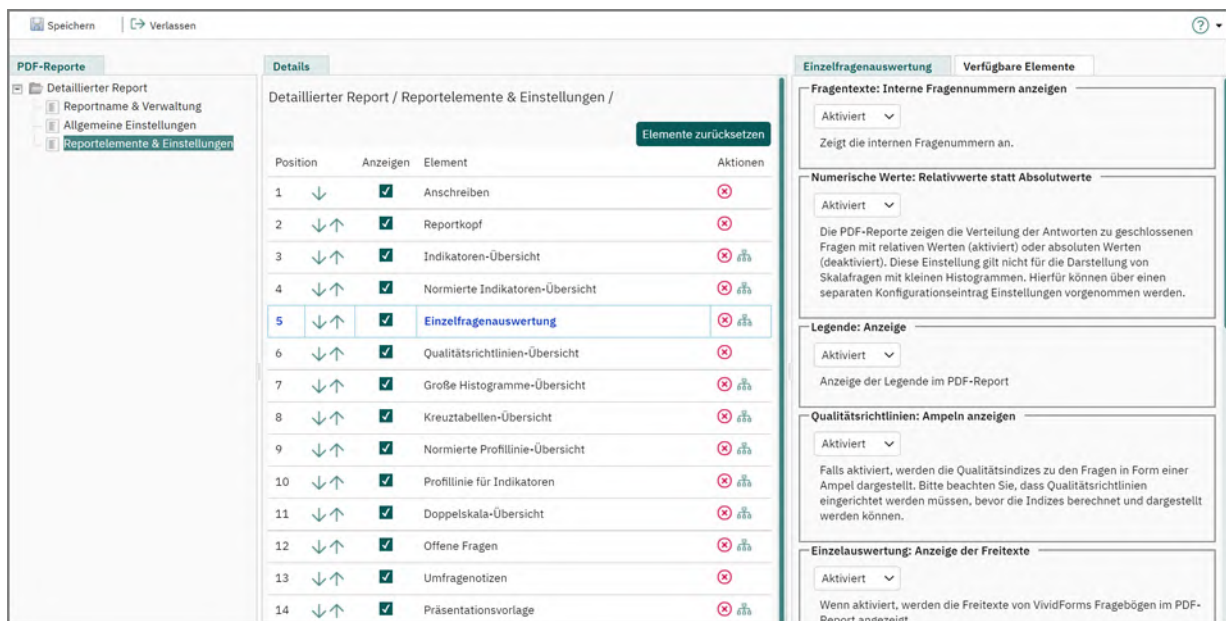 Speichern Verlassen
PDF-Reporte
Detaillierter Report
Reportname & Verwaltung
Allgemeine Einstellungen
Reportelemente & Einstellungen
Details
Detaillierter Report / Reportelemente & Einstellungen /
Elemente zurücksetzen
Position Anzeigen Element Aktionen
1 Anschreiben
2 Reportkopf
3 Indikatoren-Übersicht
4 Normierte Indikatoren-Übersicht
5 Einzelfragenauswertung
6 Qualitätsrichtlinien-Übersicht
7 Große Histogramme-Übersicht
8 Kreuztabellen-Übersicht
9 Normierte Profillinie-Übersicht
10 Profillinie für Indikatoren
11 Doppelskala-Übersicht
12 Offene Fragen
13 Umfragenotizen
14 Präsentationsvorlage
Einzelfragenauswertung Verfügbare Elemente
Fragentexte: Interne Fragennummern anzeigen
Aktiviert
Zeigt die internen Fragenummern an.
Numerische Werte: Relativwerte statt Absolutwerte
Aktiviert
Die PDF-Reporte zeigen die Verteilung der Antworten zu geschlossenen
Fragen mit relativen Werten (aktiviert) oder absoluten Werten
(deaktiviert). Diese Einstellung gilt nicht für die Darstellung von
Skalafragen mit kleinen Histogrammen. Hierfür können über einen
separaten Konfigurationseintrag Einstellungen vorgenommen werden.
Legende: Anzeige
Aktiviert
Anzeige der Legende im PDF-Report
Qualitätsrichtlinien: Ampeln anzeigen
Aktiviert
Falls aktiviert, werden die Qualitätsindizes zu den Fragen in Form einer
Ampel dargestellt. Bitte beachten Sie, dass Qualitätsrichtlinien
eingerichtet werden müssen, bevor die Indizes berechnet und dargestellt
werden können.
Einzelauswertung: Anzeige der Freitexte
Aktiviert
Wenn aktiviert, werden die Freitexte von VividForms Fragebögen im PDF-
Report angezeigt